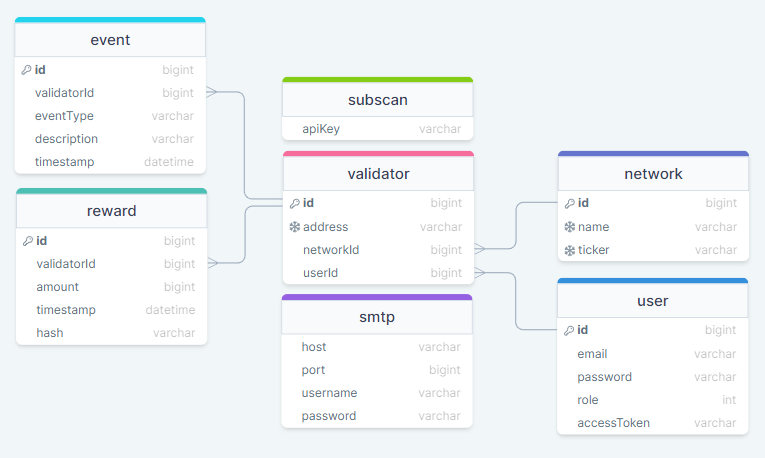 event
id bigint
validatorId bigint
eventType varchar
description varchar
timestamp datetime
reward
id bigint
validatorId bigint
amount bigint
timestamp datetime
hash varchar
subscan
apiKey varchar
validator
id bigint
address varchar
networkId bigint
userId bigint
smtp
host varchar
port bigint
username varchar
password varchar
network
id bigint
name varchar
ticker varchar
user
id bigint
email varchar
password varchar
role int
accessToken varchar